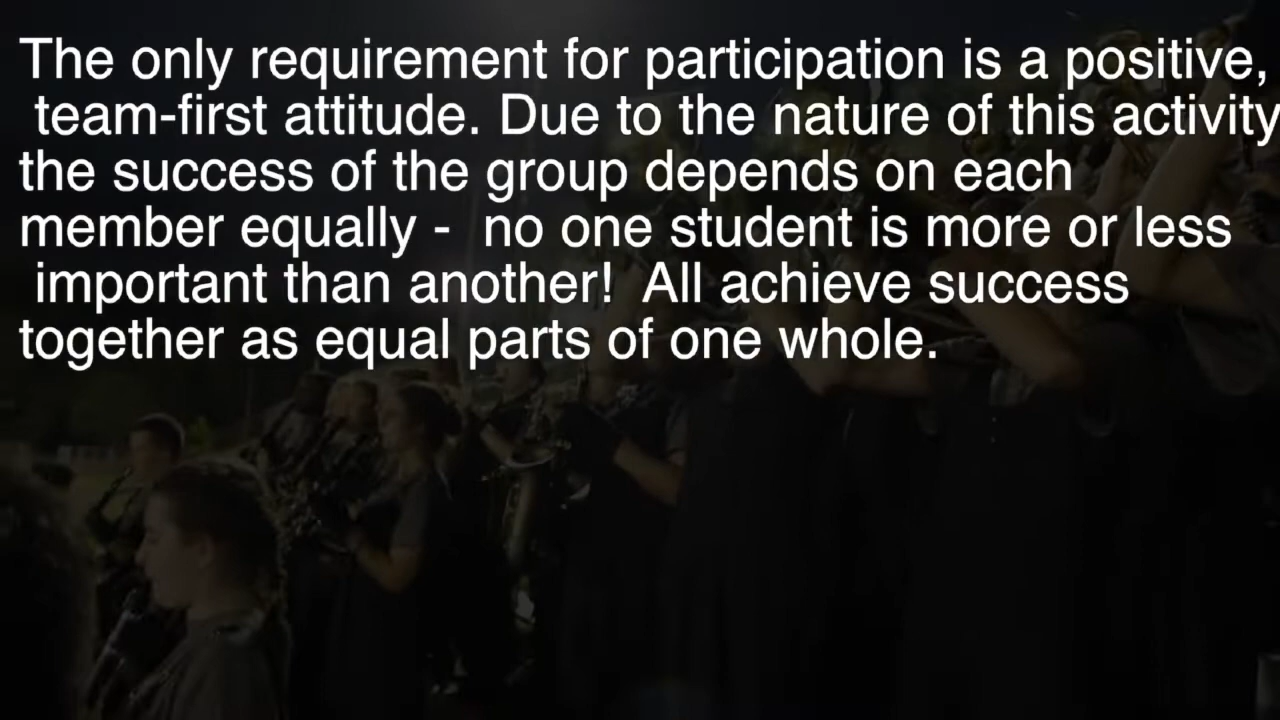 The only requirement for participation is a positive,
team-first attitude. Due to the nature of this activity
the success of the group depends on each
member equally -  no one student is more or less
important than another!  All achieve success
together as equal parts of one whole.